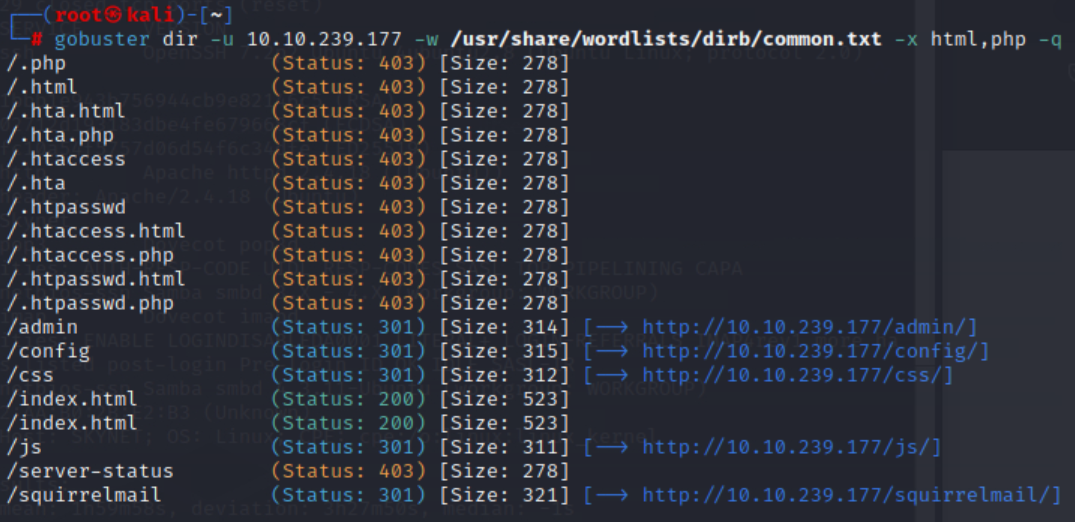 ┌──(root㉿kali)-[~]
└─# gobuster dir -u 10.10.239.177 -w /usr/share/wordlists/dirb/common.txt -x html,php -q
/.php (Status: 403) [Size: 278]
/.html (Status: 403) [Size: 278]
/.hta.html (Status: 403) [Size: 278]
/.hta.php (Status: 403) [Size: 278]
/.htaccess (Status: 403) [Size: 278]
/.hta (Status: 403) [Size: 278]
/.htpasswd (Status: 403) [Size: 278]
/.htaccess.html (Status: 403) [Size: 278]
/.htaccess.php (Status: 403) [Size: 278]
/.htpasswd.html (Status: 403) [Size: 278]
/.htpasswd.php (Status: 403) [Size: 278]
/admin (Status: 301) [Size: 314] [--> http://10.10.239.177/admin/]
/config (Status: 301) [Size: 315] [--> http://10.10.239.177/config/]
/css (Status: 301) [Size: 312] [--> http://10.10.239.177/css/]
/index.html (Status: 200) [Size: 523]
/index.html (Status: 200) [Size: 523]
/js (Status: 301) [Size: 311] [--> http://10.10.239.177/js/]
/server-status (Status: 403) [Size: 278]
/squirrelmail (Status: 301) [Size: 321] [--> http://10.10.239.177/squirrelmail/]